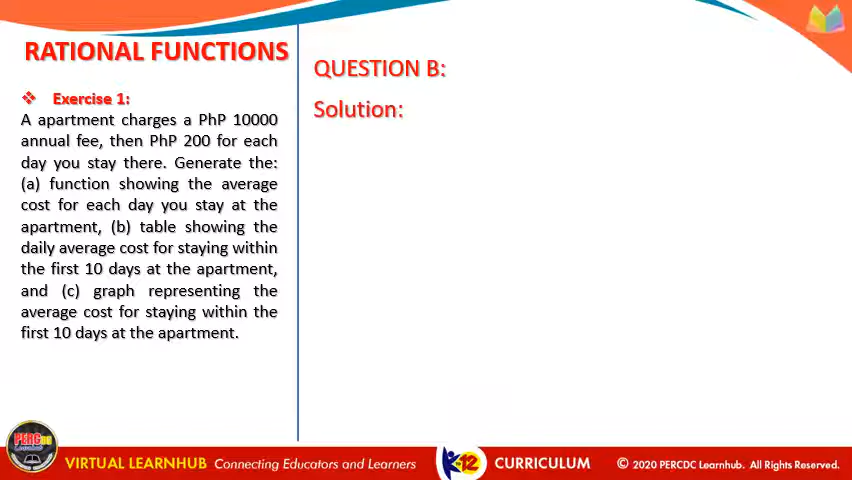 RATIONAL FUNCTIONS
❖ Exercise 1:
A apartment charges a PhP 10000
annual fee, then PhP 200 for each
day you stay there. Generate the:
(a) function showing the average
cost for each day you stay at the
apartment, (b) table showing the
daily average cost for staying within
the first 10 days at the apartment,
and (c) graph representing the
average cost for staying within the
first 10 days at the apartment.
QUESTION B:
Solution:
VIRTUAL LEARNHUB Connecting Educators and Learners
K 12
CURRICULUM
© 2020 PERCDC Learnhub. All Rights Reserved.